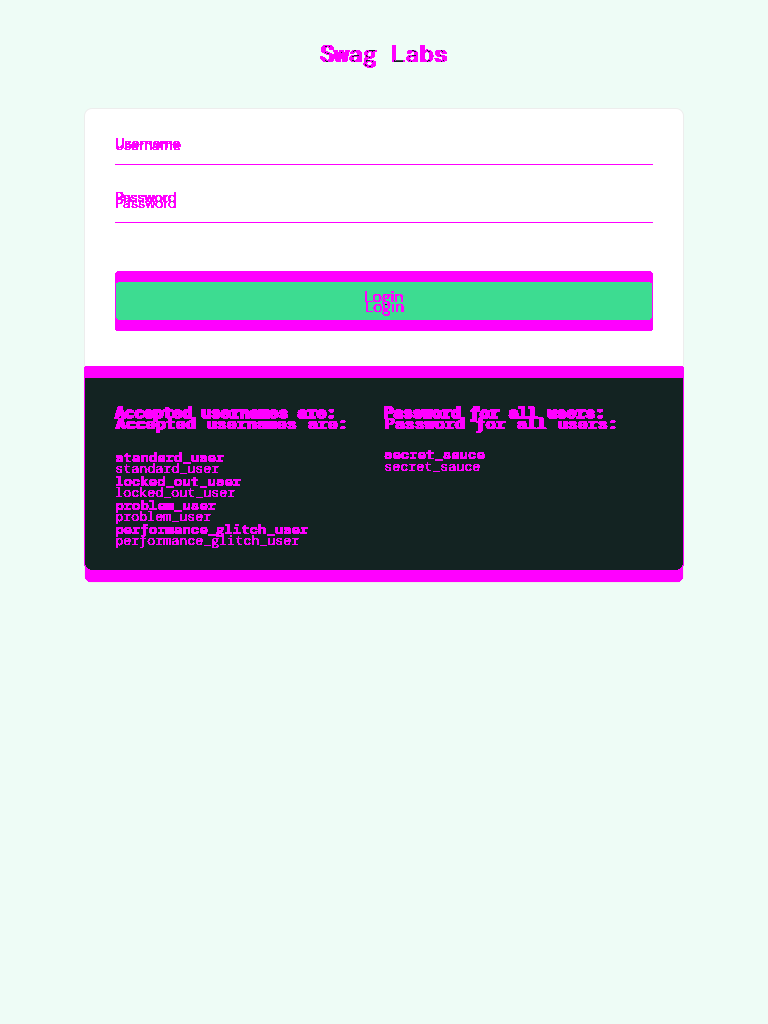 Swag Labs
Username
Username
Password
Password
Login
Login
Accepted usernames are:
Accepted usernames are:
Password for all users:
Password for all users:
standard_user
standard_user
locked_out_user
locked_out_user
problem_user
problem_user
performance_glitch_user
performance_glitch_user
secret_sauce
secret_sauce